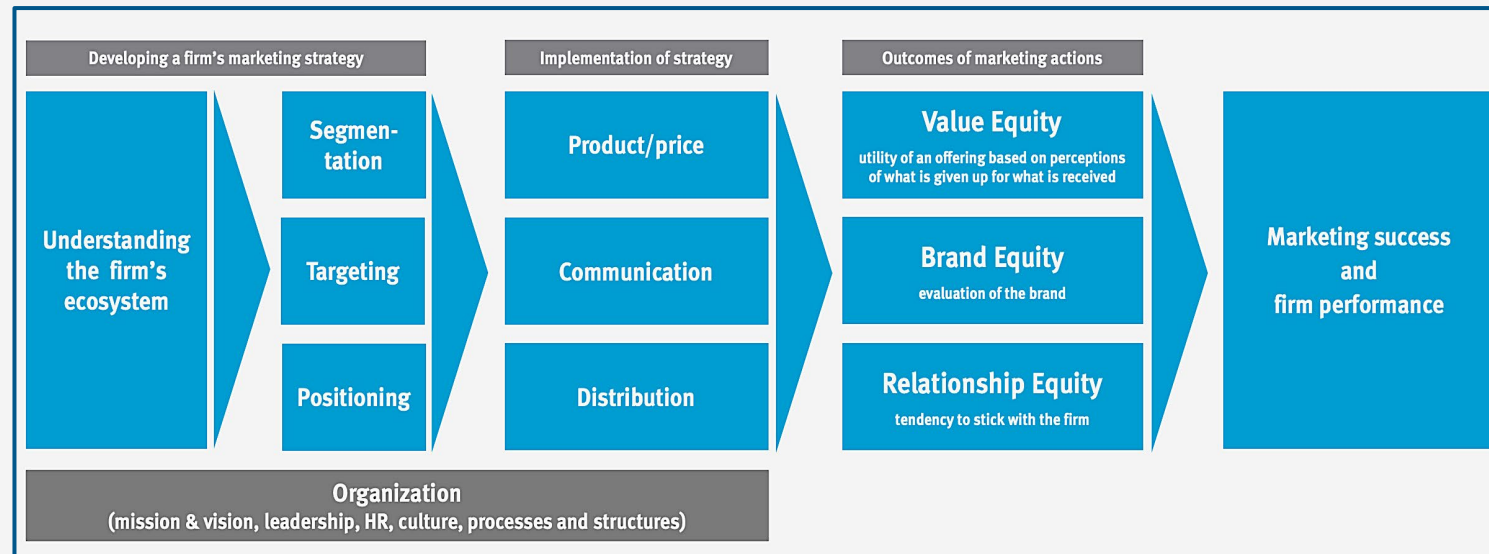 Developing a firm's marketing strategy
Implementation of strategy
Outcomes of marketing actions
Understanding
the firm's
ecosystem
Segmen-
tation
Targeting
Positioning
Product/price
Communication
Distribution
Value Equity
utility of an offering based on perceptions
of what is given up for what is received
Brand Equity
evaluation of the brand
Relationship Equity
tendency to stick with the firm
Marketing success
and
firm performance
Organization
(mission & vision, leadership, HR, culture, processes and structures)